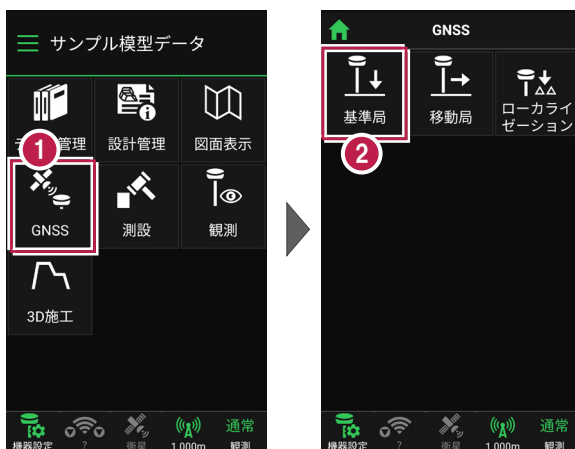 サンプル模型データ
管理
設計管理
図面表示
1
GNSS
測設
観測
3D施工
機器設定
?
衛星
1.000m
通常
観測
GNSS
基準局
移動局
ローカライ
ゼーション
2
機器設定
?
衛星
1.000m
通常
観測